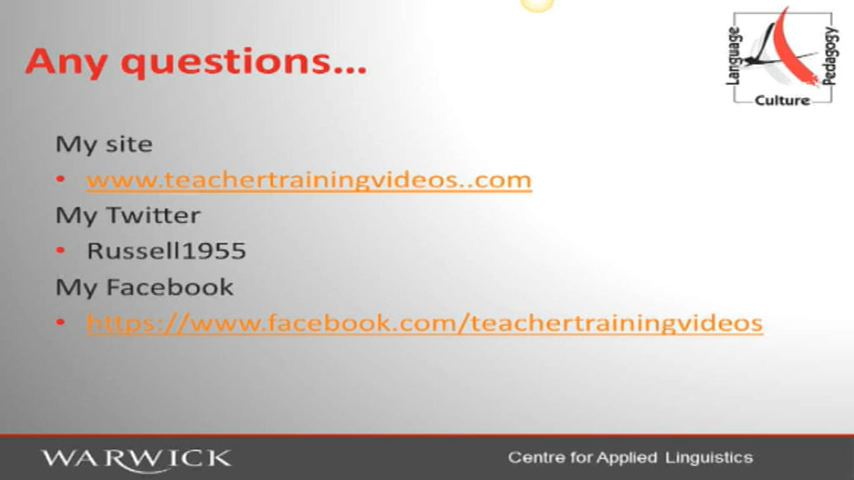 Any questions...
Language
Pedagogy
Culture
My site
• www.teachertrainingvideos..com
My Twitter
• Russell1955
My Facebook
• https://www.facebook.com/teachertrainingvideos
WARWICK
Centre for Applied Linguistics